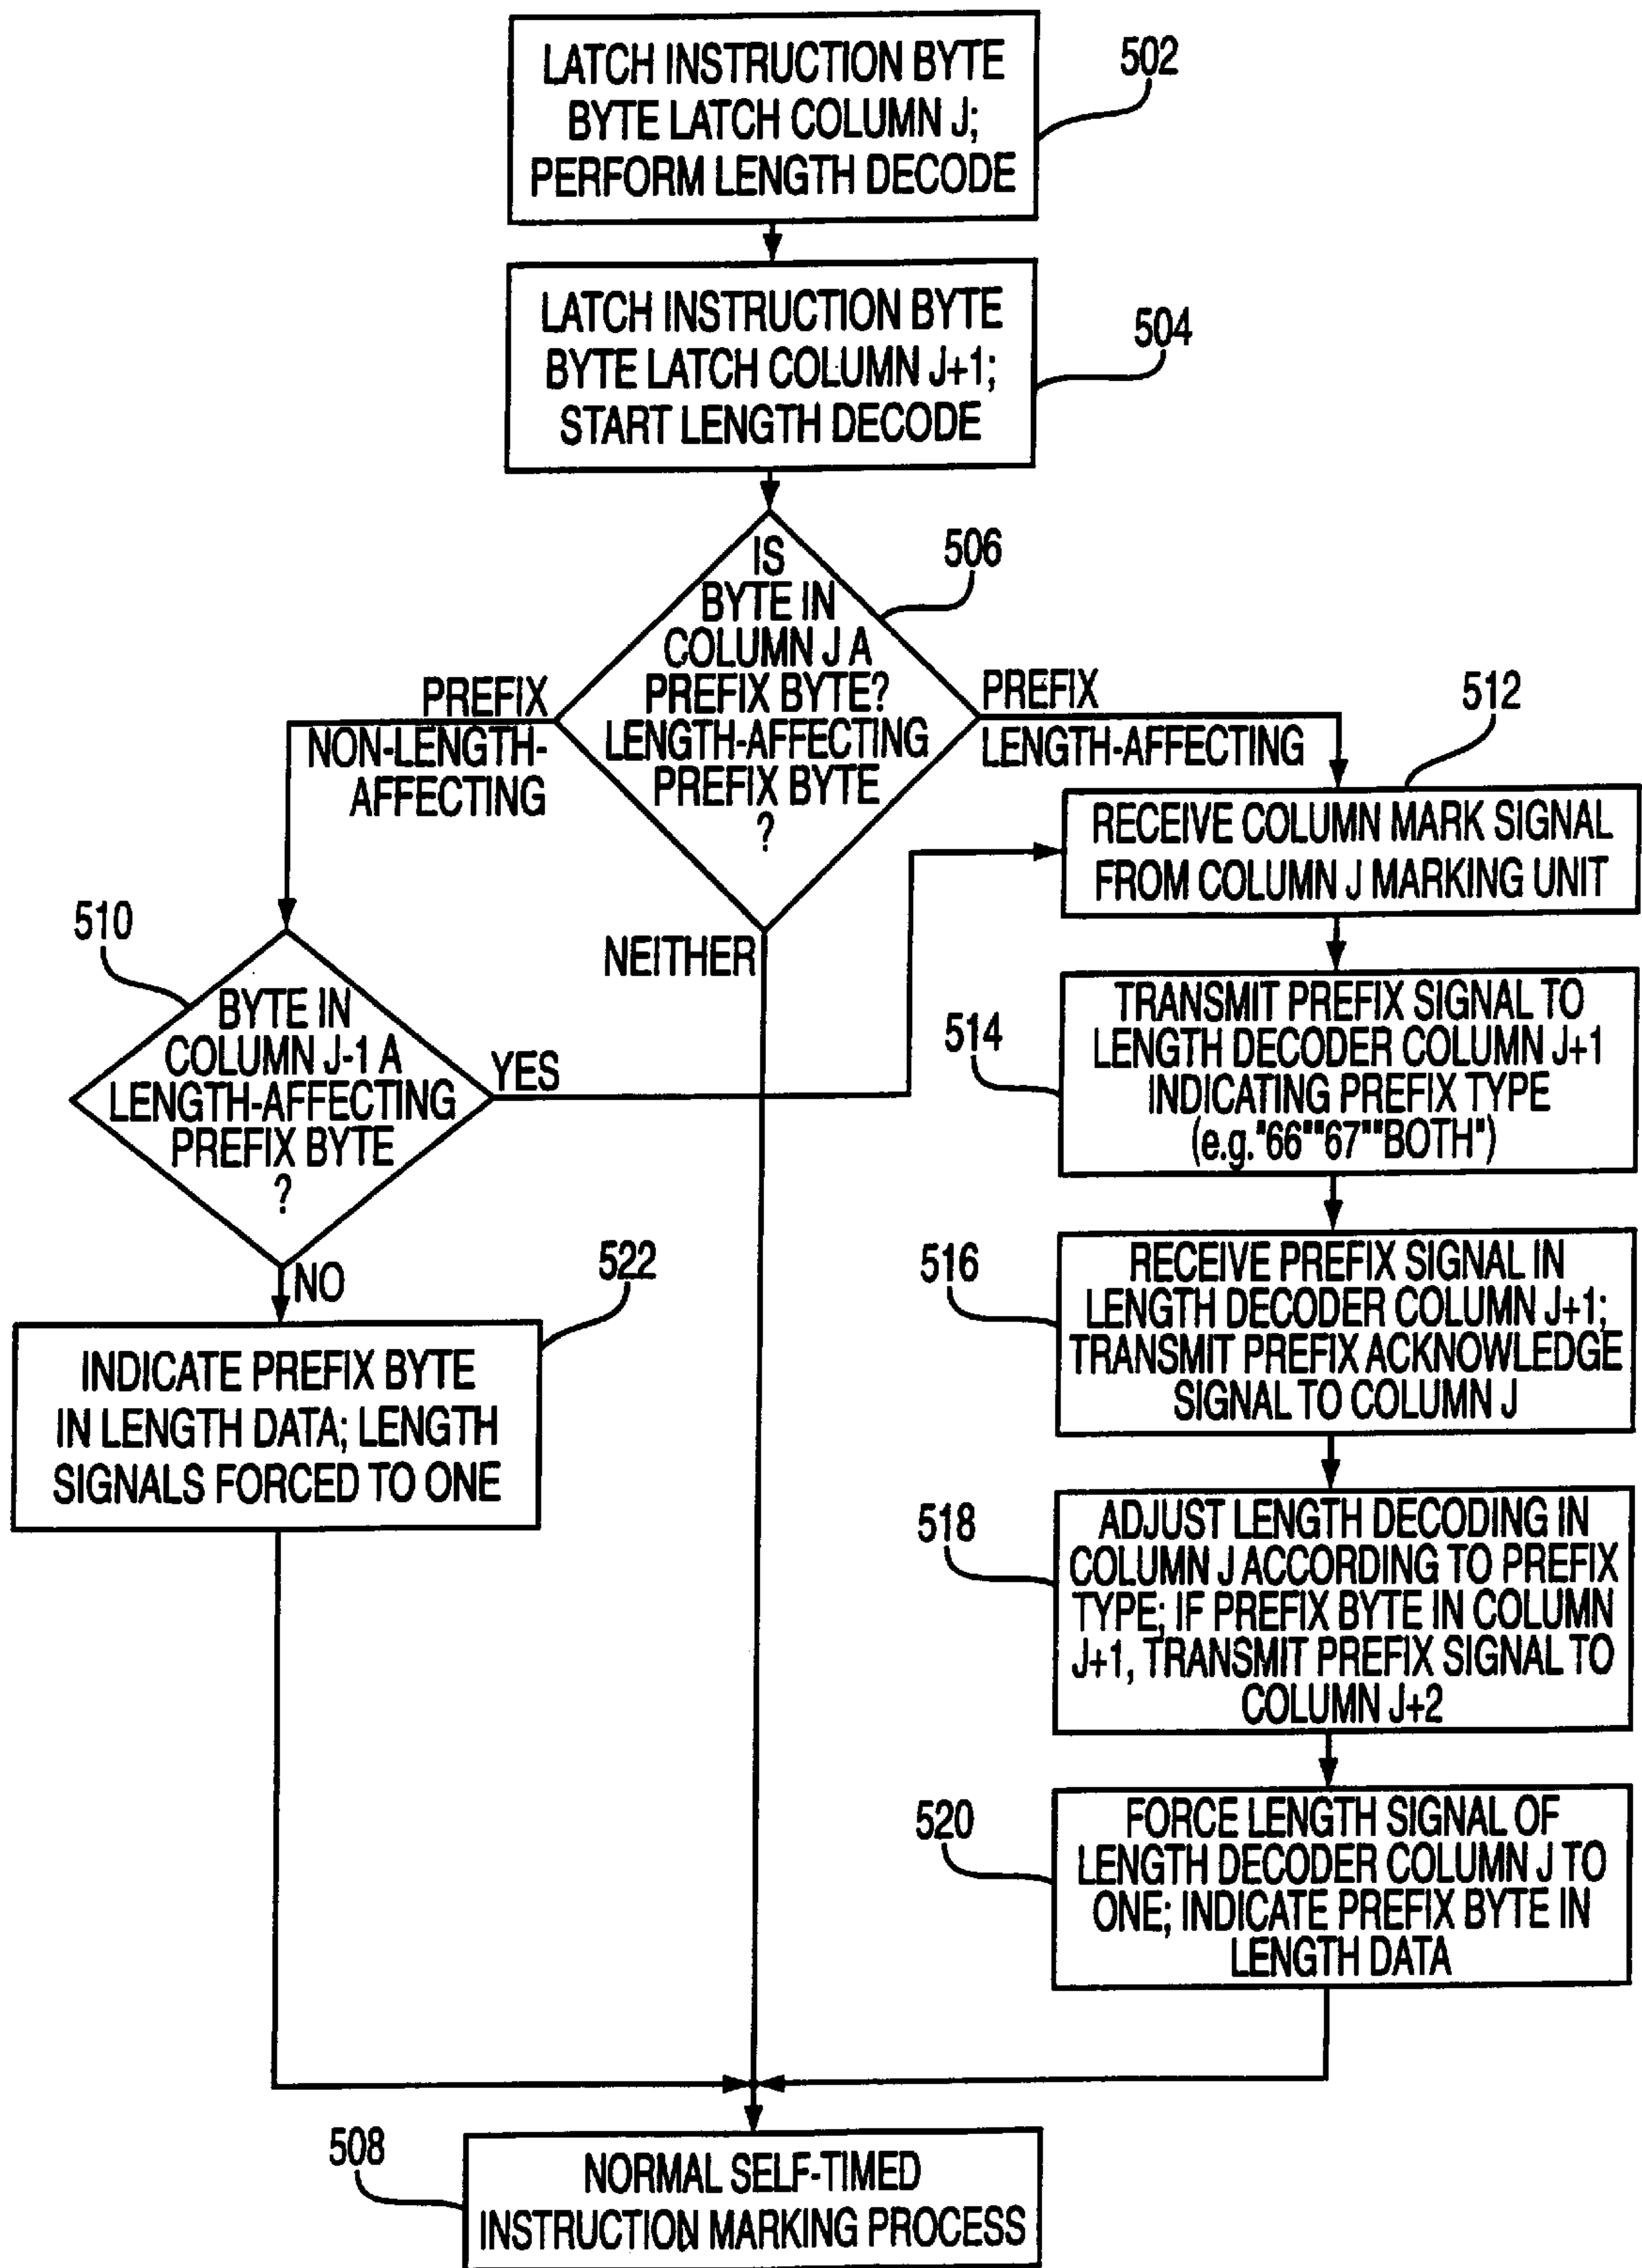 LATCH INSTRUCTION BYTE
BYTE LATCH COLUMN J;
PERFORM LENGTH DECODE
502
LATCH INSTRUCTION BYTE
BYTE LATCH COLUMN J+1;
START LENGTH DECODE
504
IS
BYTE IN
COLUMN J A
PREFIX BYTE?
LENGTH-AFFECTING
PREFIX BYTE
?
506
PREFIX
NON-LENGTH-
AFFECTING
PREFIX
LENGTH-AFFECTING
NEITHER
512
RECEIVE COLUMN MARK SIGNAL
FROM COLUMN J MARKING UNIT
510
BYTE IN
COLUMN J-1 A
LENGTH-AFFECTING
PREFIX BYTE
?
YES
NO
514
TRANSMIT PREFIX SIGNAL TO
LENGTH DECODER COLUMN J+1
INDICATING PREFIX TYPE
(e.g."66""67""BOTH")
522
INDICATE PREFIX BYTE
IN LENGTH DATA; LENGTH
SIGNALS FORCED TO ONE
516
RECEIVE PREFIX SIGNAL IN
LENGTH DECODER COLUMN J+1;
TRANSMIT PREFIX ACKNOWLEDGE
SIGNAL TO COLUMN J
518
ADJUST LENGTH DECODING IN
COLUMN J ACCORDING TO PREFIX
TYPE; IF PREFIX BYTE IN COLUMN
J+1, TRANSMIT PREFIX SIGNAL TO
COLUMN J+2
520
FORCE LENGTH SIGNAL OF
LENGTH DECODER COLUMN J TO
ONE; INDICATE PREFIX BYTE IN
LENGTH DATA
508
NORMAL SELF-TIMED
INSTRUCTION MARKING PROCESS